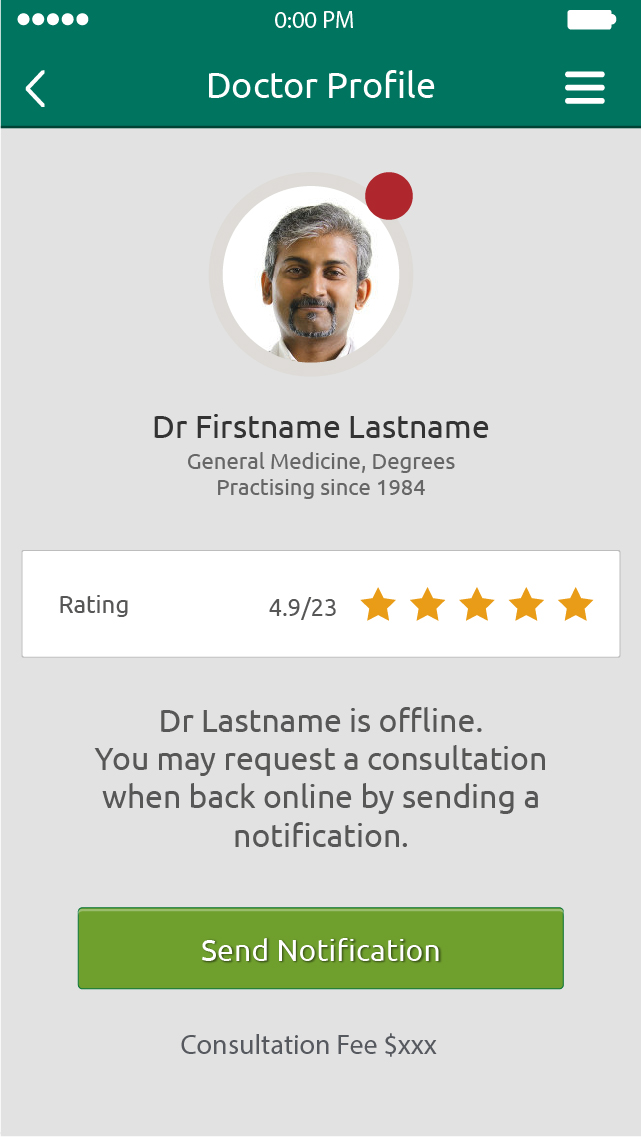 0:00 PM
Doctor Profile
Dr Firstname Lastname
General Medicine, Degrees
Practising since 1984
Rating 4.9/23
Dr Lastname is offline.
You may request a consultation
when back online by sending a
notification.
Send Notification
Consultation Fee $xxx